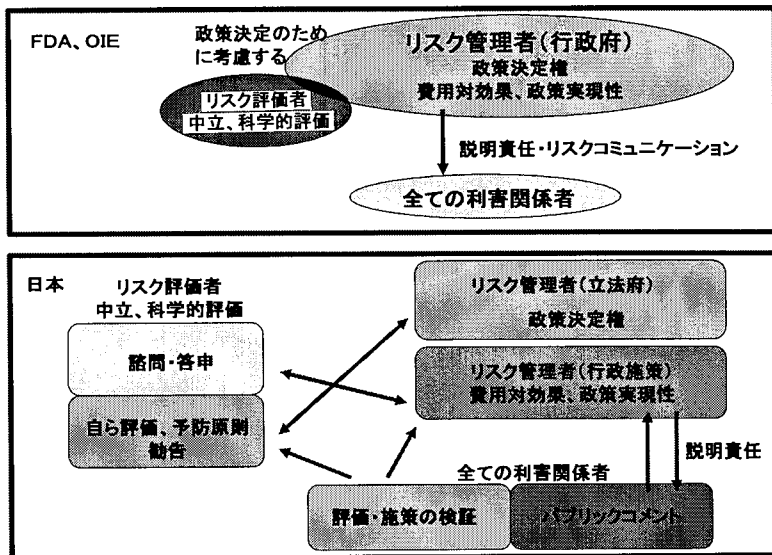 FDA、OIE
政策決定のため
に考慮する
リスク管理者(行政府)
政策決定権
費用対効果、政策実現性
リスク評価者
中立、科学的評価
説明責任・リスクコミュニケーション
全ての利害関係者
日本
リスク評価者
中立、科学的評価
諮問・答申
自ら評価、予防原則
勧告
リスク管理者(立法府)
政策決定権
リスク管理者(行政施策)
費用対効果、政策実現性
説明責任
全ての利害関係者
評価・施策の検証
パブリックコメント